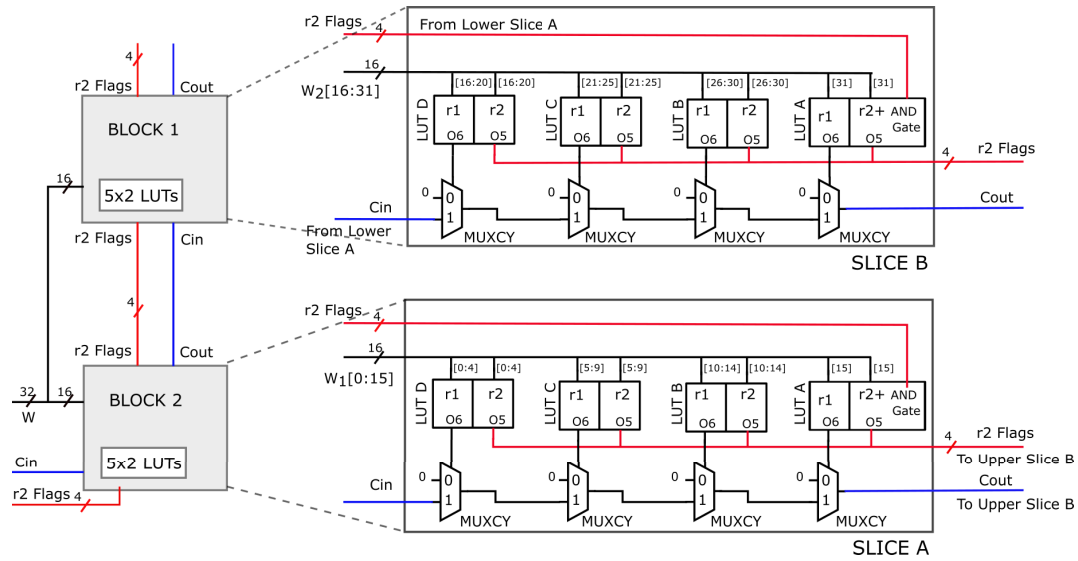 4
r2 Flags
Cout
BLOCK 1
16
5x2 LUTs
r2 Flags
Cin
4
r2 Flags
Cout
32
W
16
BLOCK 2
5x2 LUTs
Cin
r2 Flags 4
r2 Flags
4
From Lower Slice A
16
W2[16:31]
[16:20] [16:20] [21:25] [21:25] [26:30] [26:30] [31] [31]
LUT D
r1
r2
O6
O5
LUT C
r1
r2
O6
O5
LUT B
r1
r2
O6
O5
LUT A
r1
r2+ AND
Gate
O6
O5
4
r2 Flags
0 0
1
0 0
1
0 0
1
0 0
1
Cin
From Lower
Slice A
Cout
MUXCY MUXCY MUXCY MUXCY
SLICE B
r2 Flags
4
16
W1[0:15]
[0:4] [0:4] [5:9] [5:9] [10:14] [10:14] [15] [15]
LUT D
r1
r2
O6
O5
LUT C
r1
r2
O6
O5
LUT B
r1
r2
O6
O5
LUT A
r1
r2+ AND
Gate
O6
O5
4
r2 Flags
To Upper Slice B
0 0
1
0 0
1
0 0
1
0 0
1
Cin
Cout
To Upper Slice B
MUXCY MUXCY MUXCY MUXCY
SLICE A